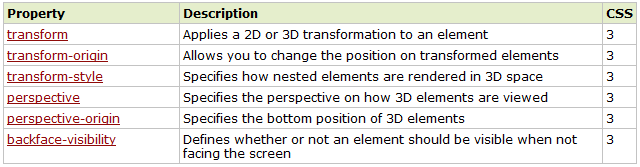 Property Description CSS
transform Applies a 2D or 3D transformation to an element 3
transform-origin Allows you to change the position on transformed elements 3
transform-style Specifies how nested elements are rendered in 3D space 3
perspective Specifies the perspective on how 3D elements are viewed 3
perspective-origin Specifies the bottom position of 3D elements 3
backface-visibility Defines whether or not an element should be visible when not 3
facing the screen